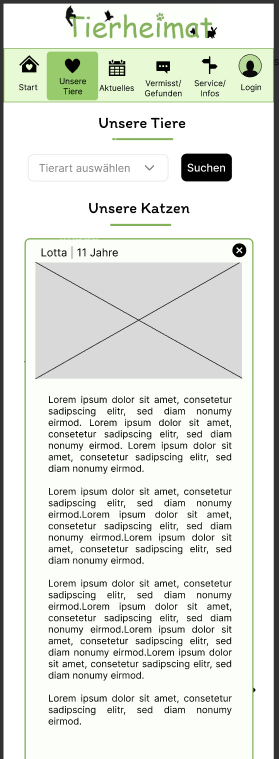 Tierheimat
Start
Unsere
Tiere
Aktuelles
Vermisst/
Gefunden
Service/
Infos
Login
Unsere Tiere
Tierart auswählen
Suchen
Unsere Katzen
Lotta | 11 Jahre
Lorem ipsum dolor sit amet, consetetur
sadipscing elitr, sed diam nonumy
eirmod. Lorem ipsum dolor sit amet,
consetetur sadipscing elitr, sed diam
nonumy eirmod. Lorem ipsum dolor sit
amet, consetetur sadipscing elitr, sed
diam nonumy eirmod.
Lorem ipsum dolor sit amet, consetetur
sadipscing elitr, sed diam nonumy
eirmod.Lorem ipsum dolor sit amet,
consetetur sadipscing elitr, sed diam
nonumy eirmod.Lorem ipsum dolor sit
amet, consetetur sadipscing elitr, sed
diam nonumy eirmod.
Lorem ipsum dolor sit amet, consetetur
sadipscing elitr, sed diam nonumy
eirmod.Lorem ipsum dolor sit amet,
consetetur sadipscing elitr, sed diam
nonumy eirmod.Lorem ipsum dolor sit
amet, consetetur sadipscing elitr, sed
diam nonumy eirmod.Lorem ipsum dolor
sit amet, consetetur sadipscing elitr, sed
diam nonumy eirmod.
Lorem ipsum dolor sit amet, consetetur
sadipscing elitr, sed diam nonumy
eirmod.